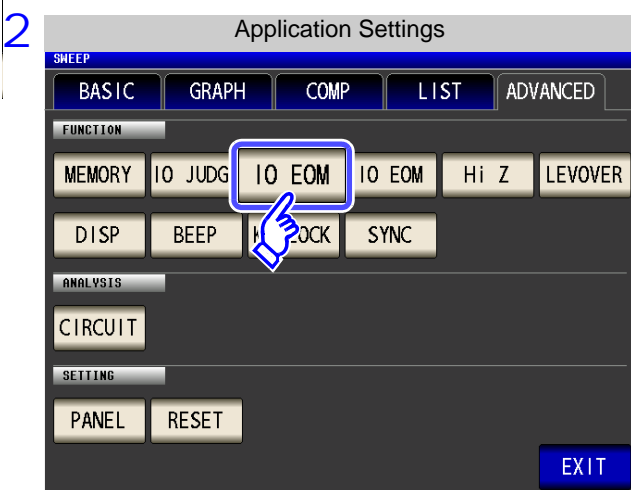 2
Application Settings
SWEEP
BASIC GRAPH COMP LIST ADVANCED
FUNCTION
MEMORY IO JUDG IO EOM IO EOM Hi Z LEVOVER
DISP BEEP SYNC
ANALYSIS
CIRCUIT
SETTING
PANEL RESET
EXIT